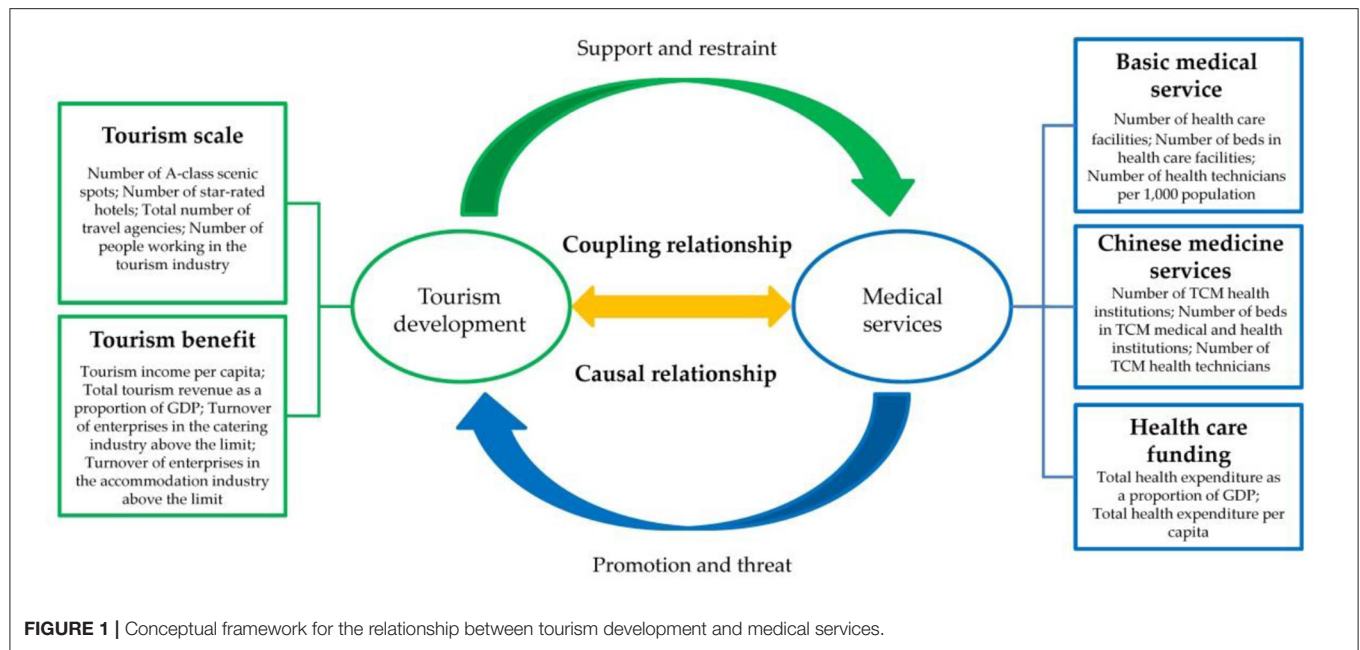 Support and restraint
Tourism scale
Number of A-class scenic
spots; Number of star-rated
hotels; Total number of
travel agencies; Number of
people working in the
tourism industry
Tourism benefit
Tourism income per capita;
Total tourism revenue as a
proportion of GDP; Turnover
of enterprises in the catering
industry above the limit;
Turnover of enterprises in
the accommodation industry
above the limit
Tourism
development
Coupling relationship
Causal relationship
Medical
services
Promotion and threat
Basic medical
service
Number of health care
facilities; Number of beds in
health care facilities;
Number of health technicians
per 1,000 population
Chinese medicine
services
Number of TCM health
institutions; Number of beds
in TCM medical and health
institutions; Number of
TCM health technicians
Health care
funding
Total health expenditure as
a proportion of GDP;
Total health expenditure per
capita
FIGURE 1 | Conceptual framework for the relationship between tourism development and medical services.